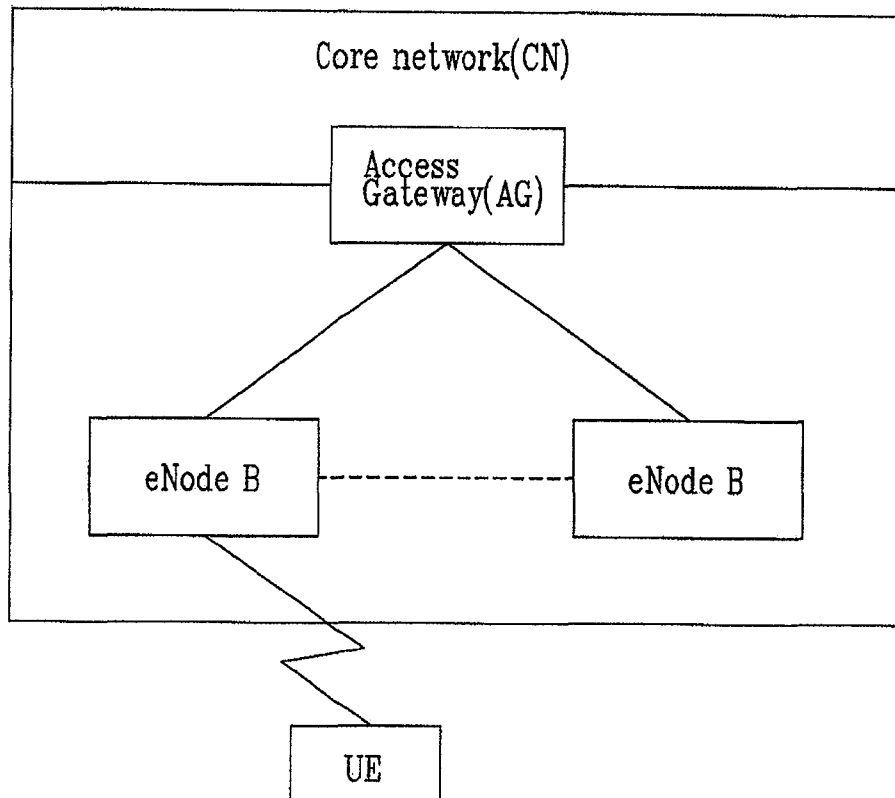 Core network(CN)
Access
Gateway(AG)
eNode B
eNode B
UE